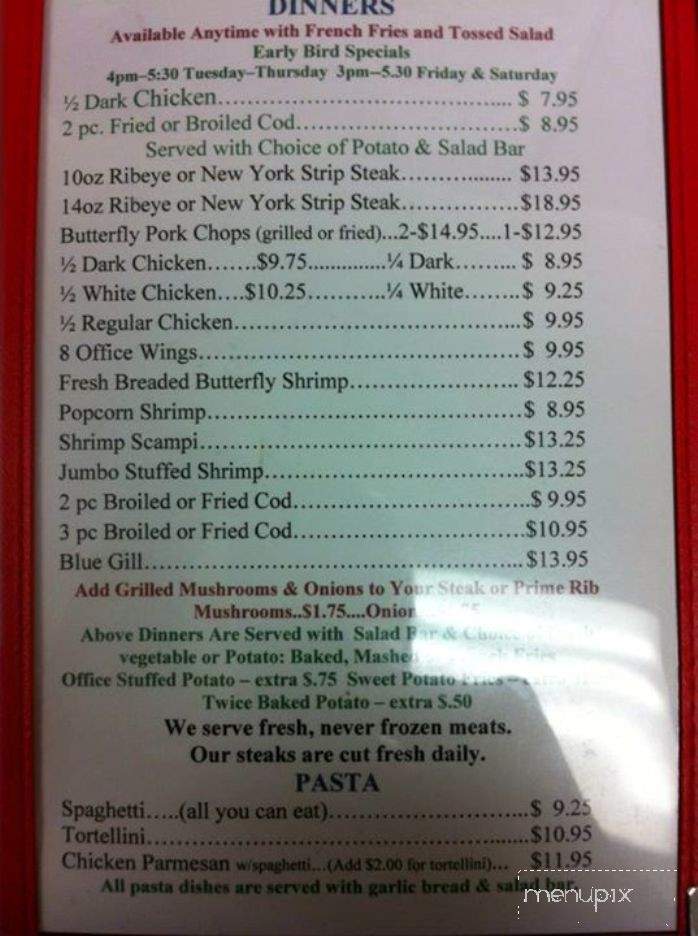 DINNERS
Available Anytime with French Fries and Tossed Salad
Early Bird Specials
4pm–5:30 Tuesday–Thursday 3pm–5.30 Friday & Saturday
½ Dark Chicken........................................... $ 7.95
2 pc. Fried or Broiled Cod................................$ 8.95
Served with Choice of Potato & Salad Bar
10oz Ribeye or New York Strip Steak.................. $13.95
14oz Ribeye or New York Strip Steak..................$18.95
Butterfly Pork Chops (grilled or fried)...2-$14.95....1-$12.95
½ Dark Chicken.......$9.75..............¼ Dark......... $ 8.95
½ White Chicken....$10.25...........¼ White........$ 9.25
½ Regular Chicken...........................................$ 9.95
8 Office Wings................................................$ 9.95
Fresh Breaded Butterfly Shrimp......................... $12.25
Popcorn Shrimp...............................................$ 8.95
Shrimp Scampi................................................$13.25
Jumbo Stuffed Shrimp.......................................$13.25
2 pc Broiled or Fried Cod...................................$ 9.95
3 pc Broiled or Fried Cod...................................$10.95
Blue Gill......................................................... $13.95
Add Grilled Mushrooms & Onions to Your Steak or Prime Rib
Mushrooms..$1.75....Onion
Above Dinners Are Served with Salad Bar &
vegetable or Potato: Baked, Mashed
Office Stuffed Potato – extra $.75 Sweet Potato Fries –
Twice Baked Potato – extra $.50
We serve fresh, never frozen meats.
Our steaks are cut fresh daily.
PASTA
Spaghetti.....(all you can eat).............................$ 9.25
Tortellini.........................................................$10.95
Chicken Parmesan w/spaghetti...(Add $2.00 for tortellini)... $11.95
All pasta dishes are served with garlic bread & salad bar.
menupix